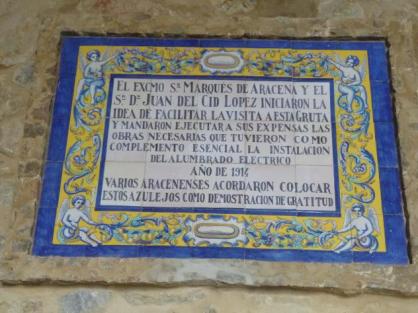 EL EXCMO SR. MARQUES DE ARACENA Y EL
SR. DN. JUAN DEL CID LOPEZ INICIARON LA
IDEA DE FACILITAR LA VISITA A ESTA GRUTA
Y MANDARON EJECUTAR A SUS EXPENSAS LAS
OBRAS NECESARIAS QUE TUVIERON COMO
COMPLEMENTO ESENCIAL LA INSTALACION
DEL ALUMBRADO ELECTRICO
AÑO DE 1914
VARIOS ARACENENSES ACORDARON COLOCAR
ESTOS AZULEJOS COMO DEMOSTRACION DE GRATITUD